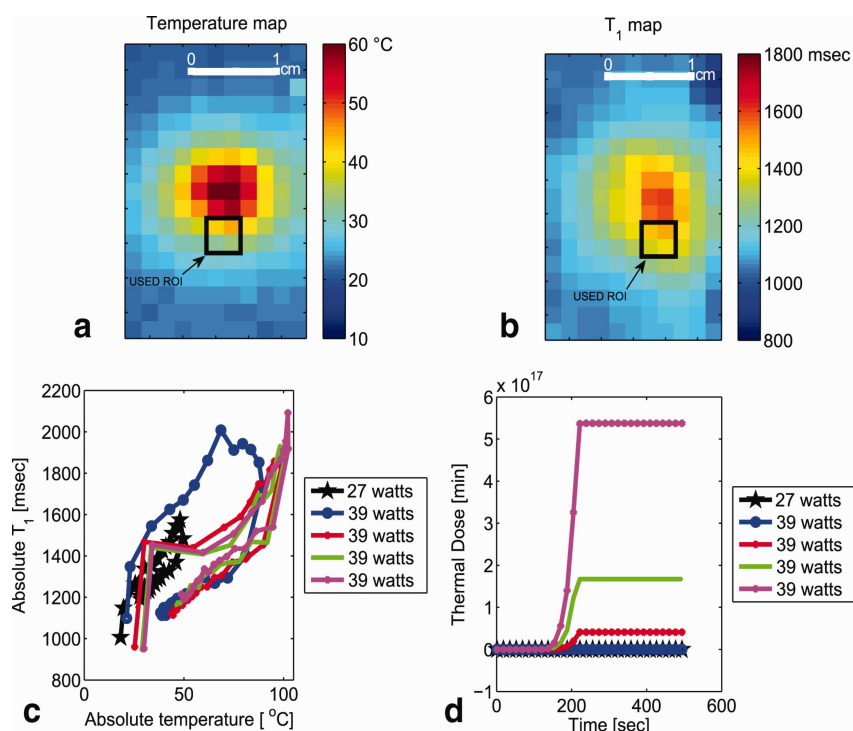 Temperature map
0 1
cm
60 °C
50
40
30
20
10
USED ROI
a
T1 map
0 1
cm
1800 msec
1600
1400
1200
1000
800
USED ROI
b
2200
2000
1800
1600
1400
1200
1000
800
0 50 100
Absolute T1 [msec]
Absolute temperature [ °C]
27 watts
39 watts
39 watts
39 watts
39 watts
c
6 x 10^17
5
4
3
2
1
0
−1
0 200 400 600
Thermal Dose [min]
Time [sec]
27 watts
39 watts
39 watts
39 watts
39 watts
d